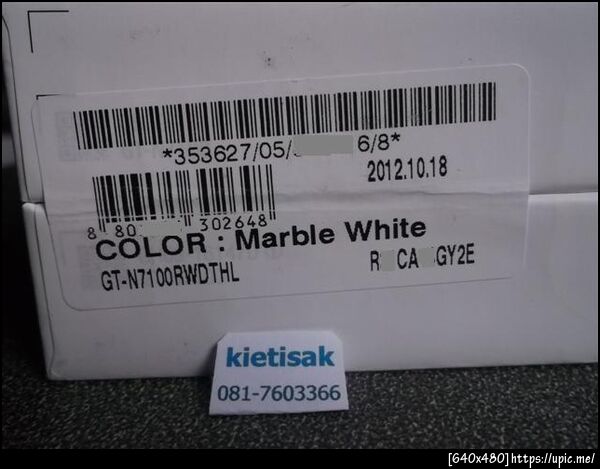 *353627/05/ 6/8*
2012.10.18
8 80 302648
COLOR : Marble White
GT-N7100RWDTHL
R CA GY2E
kietisak
081-7603366
[640x480]https://upic.me/